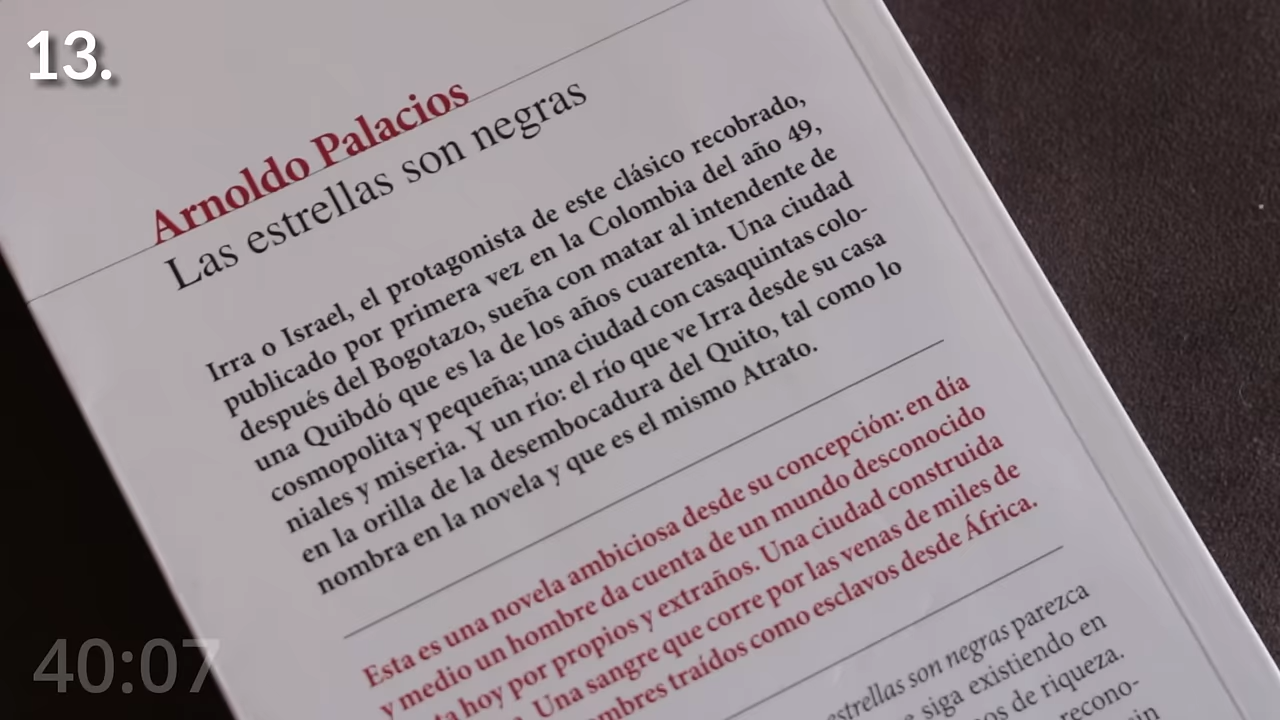 13.
Arnoldo Palacios
Las estrellas son negras
Irra o Israel, el protagonista de este clásico recobrado,
publicado por primera vez en la Colombia del año 49,
después del Bogotazo, sueña con matar al intendente de
una Quibdó que es la de los años cuarenta. Una ciudad
cosmopolita y pequeña; una ciudad con casaquintas colo-
niales y miseria. Y un río: el río que ve Irra desde su casa
en la orilla de la desembocadura del Quito, tal como lo
nombra en la novela y que es el mismo Atrato.
Esta es una novela ambiciosa desde su concepción: en día
y medio un hombre da cuenta de un mundo desconocido
hoy por propios y extraños. Una ciudad construida
Una sangre que corre por las venas de miles de
traídos como esclavos desde África.
estrellas son negras parezca
siga existiendo en
de riqueza.
40:07